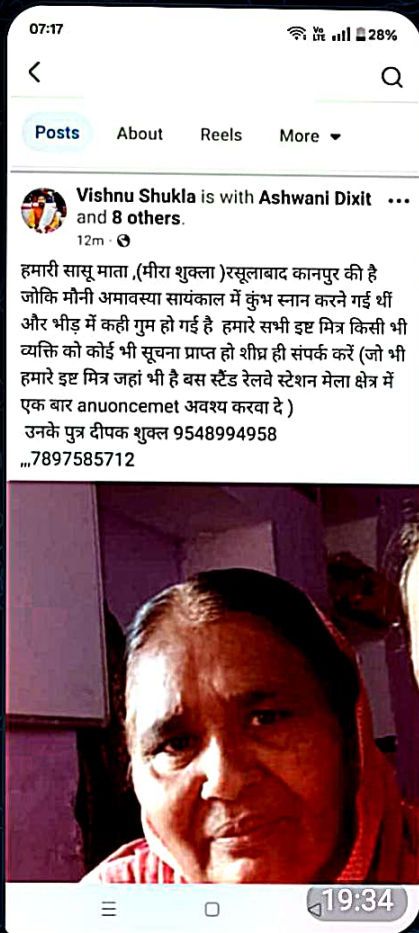 07:17
Vo
LTE
28%
Posts About Reels More
Vishnu Shukla is with Ashwani Dixit
and 8 others.
12m
हमारी सासू माता ,(मीरा शुक्ला )रसूलाबाद कानपुर की है
जोकि मौनी अमावस्या सायंकाल में कुंभ स्नान करने गई थीं
और भीड़ में कही गुम हो गई है हमारे सभी इष्ट मित्र किसी भी
व्यक्ति को कोई भी सूचना प्राप्त हो शीघ्र ही संपर्क करें (जो भी
हमारे इष्ट मित्र जहां भी है बस स्टैंड रेलवे स्टेशन मेला क्षेत्र में
एक बार anuoncemet अवश्य करवा दे )
उनके पुत्र दीपक शुक्ल 9548994958
,,,7897585712
19:34